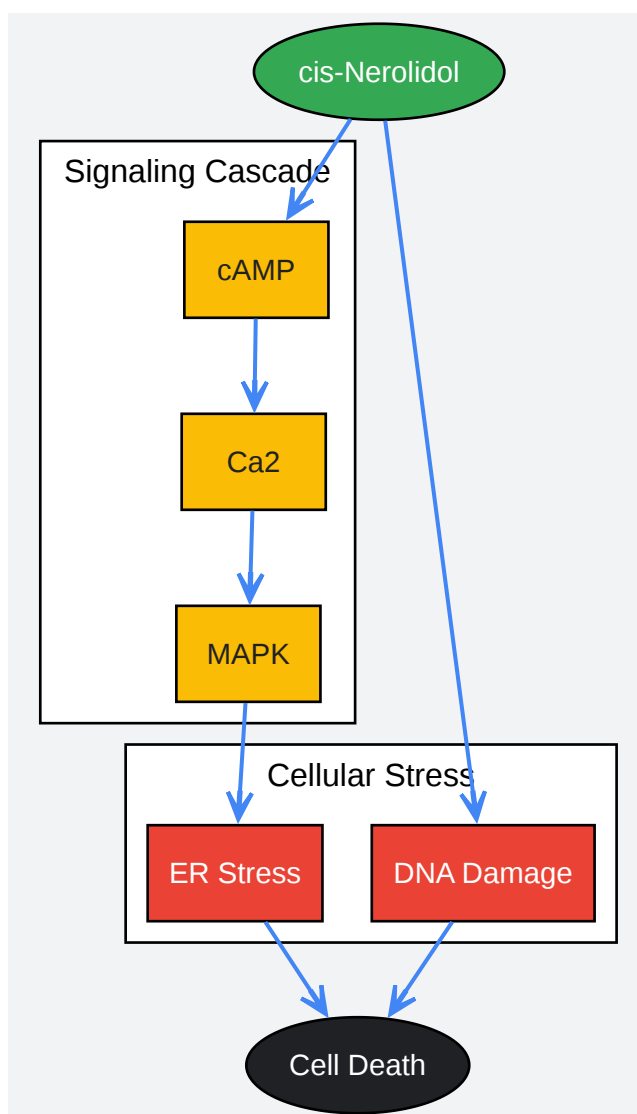 cis-Nerolidol
Signaling Cascade
cAMP
Ca2
MAPK
Cellular Stress
ER Stress
DNA Damage
Cell Death